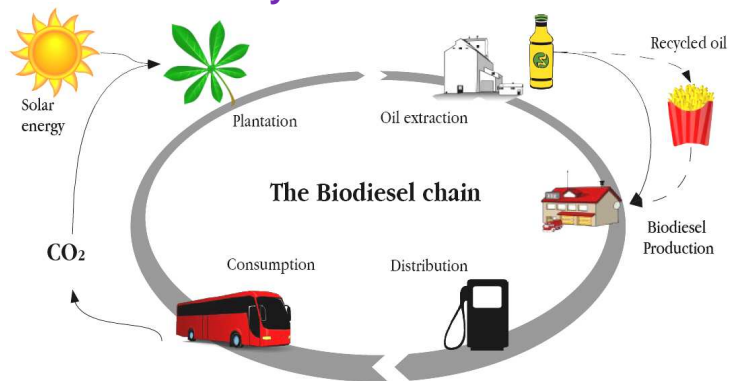 Recycled oil
Solar
energy
Plantation
Oil extraction
The Biodiesel chain
Biodiesel
Production
CO₂
Consumption
Distribution